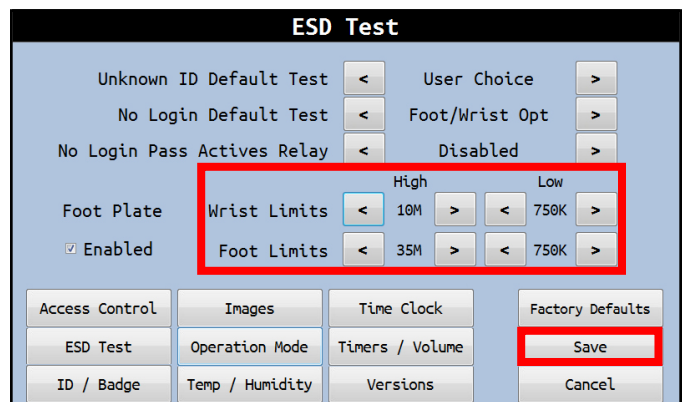 ESD Test
Unknown ID Default Test < User Choice >
No Login Default Test < Foot/Wrist Opt >
No Login Pass Actives Relay < Disabled >
High Low
Foot Plate Wrist Limits < 10M > < 750K >
Enabled Foot Limits < 35M > < 750K >
Access Control Images Time Clock Factory Defaults
ESD Test Operation Mode Timers / Volume Save
ID / Badge Temp / Humidity Versions Cancel